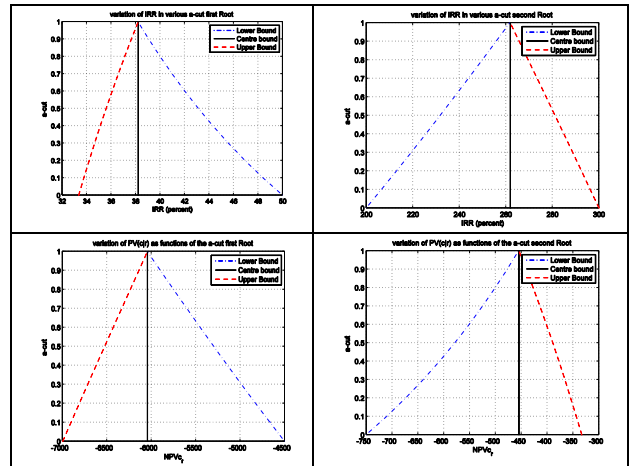 variation of IRR in various a-cut first Root
Lower Bound
Centre bound
Upper Bound
1
0.9
0.8
0.7
0.6
0.5
0.4
0.3
0.2
0.1
0
a-cut
32 34 36 38 40 42 44 46 48 50
IRR (percent)
variation of IRR in various a-cut second Root
Lower Bound
Centre bound
Upper Bound
1
0.9
0.8
0.7
0.6
0.5
0.4
0.3
0.2
0.1
0
a-cut
200 220 240 260 280 300
IRR (percent)
variation of PV(c|r) as functions of the a-cut first Root
Lower Bound
Centre bound
Upper Bound
1
0.9
0.8
0.7
0.6
0.5
0.4
0.3
0.2
0.1
0
a-cut
-7000 -6500 -6000 -5500 -5000 -4500
NPVcr
variation of PV(c|r) as functions of the a-cut second Root
Lower Bound
Centre bound
Upper Bound
1
0.9
0.8
0.7
0.6
0.5
0.4
0.3
0.2
0.1
0
a-cut
-750 -700 -650 -600 -550 -500 -450 -400 -350 -300
NPVcr